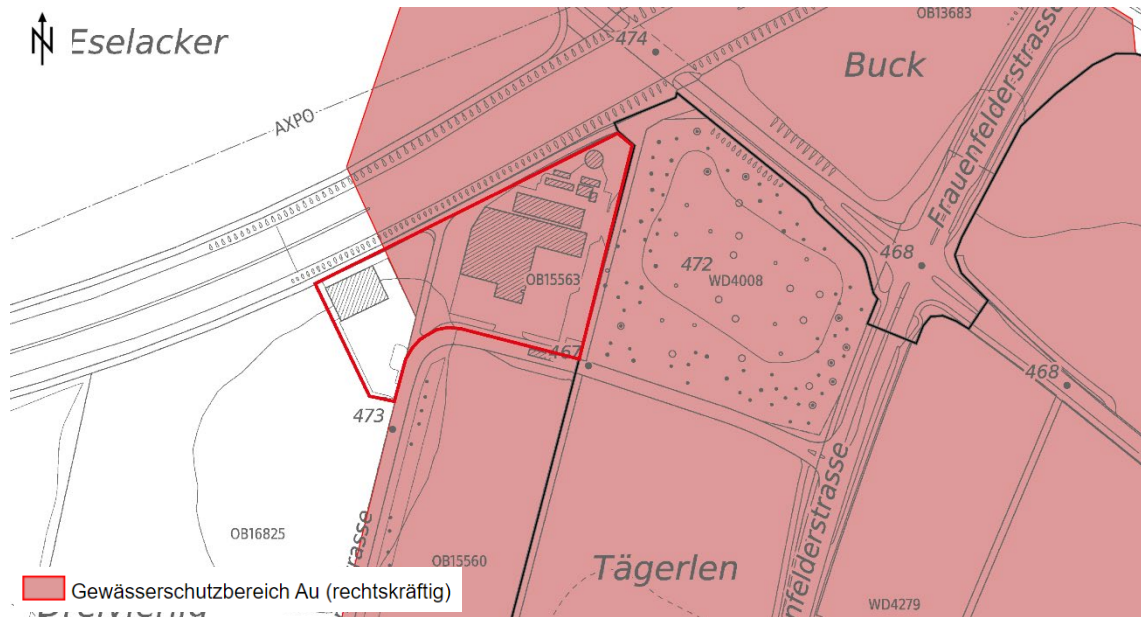 OB13683
N Eselacker
474
Buck
AXPO
Frauenfelderstrasse
468
472
OB15563
WD4008
467
468
473
OB16825
OB15560
Tägerlen
WD4279
Gewässerschutzbereich Au (rechtskräftig)